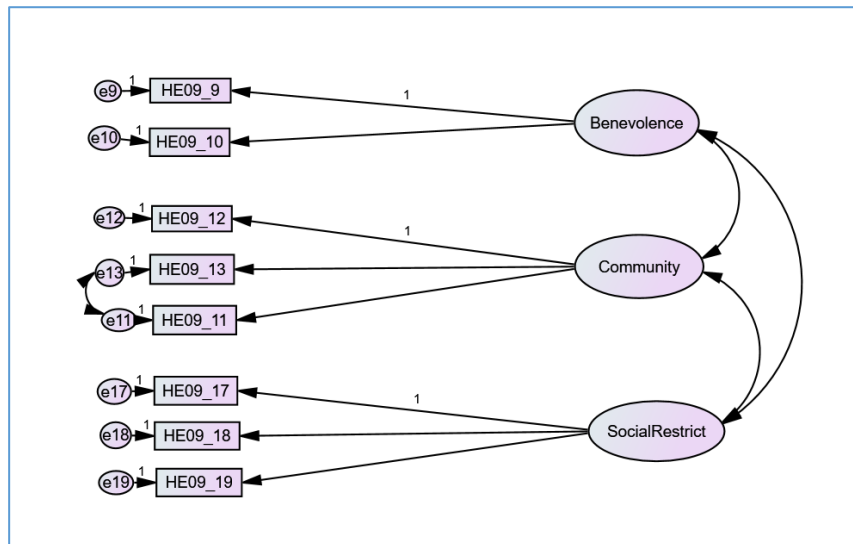 e9 1 HE09_9 1 Benevolence
e10 1 HE09_10
e12 1 HE09_12 1
e13 1 HE09_13 Community
e11 1 HE09_11
e17 1 HE09_17 1
e18 1 HE09_18 SocialRestrict
e19 1 HE09_19